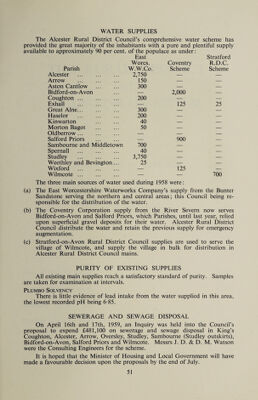 WATER SUPPLIES
The Alcester Rural District Council's comprehensive water scheme has
provided the great majority of the inhabitants with a pure and plentiful supply
available to approximately 90 per cent. of the populace as under:
East Stratford
Worcs. Coventry R.D.C.
Parish W.W.Co. Scheme Scheme
Alcester ... ... ... 2,750 — —
Arrow ... ... ... 150 — —
Aston Cantlow ... ... 300 — —
Bidford-on-Avon ... ... — 2,000 —
Coughton ... ... ... 200 — —
Exhall ... ... ... — 125 25
Great Alne ... ... ... 300 — —
Haselor ... ... ... 200 — —
Kinwarton ... ... ... 40 — —
Morton Bagot ... ... 50 — —
Oldberrow ... ... ... — — —
Salford Priors ... ... — 900 —
Sambourne and Middletown 700 — —
Spernall ... ... ... 40 — —
Studley ... ... ... 3,750 — —
Weethley and Bevington ... 25 — —
Wixford ... ... ... — 125 —
Wilmcote ... ... ... — — 700
The three main sources of water used during 1958 were:
(a) The East Worcestershire Waterworks Company's supply from the Bunter
Sandstone serving the northern and central areas; this Council being re-
sponsible for the distribution of the water.
(b) The Coventry Corporation supply from the River Severn now serves
Bidford-on-Avon and Salford Priors, which Parishes, until last year, relied
upon superficial gravel deposits for their water. Alcester Rural District
Council distribute the water and retain the previous supply for emergency
augmentation.
(c) Stratford-on-Avon Rural District Council supplies are used to serve the
village of Wilmcote, and supply the village in bulk for distribution in
Alcester Rural District Council mains.
PURITY OF EXISTING SUPPLIES
All existing main supplies reach a satisfactory standard of purity. Samples
are taken for examination at intervals.
PLUMBO SOLVENCY
There is little evidence of lead intake from the water supplied in this area,
the lowest recorded pH being 6·85.
SEWERAGE AND SEWAGE DISPOSAL
On April 16th and 17th, 1959, an Inquiry was held into the Council's
proposal to expend £481,100 on sewerage and sewage disposal in King's
Coughton, Alcester, Arrow, Oversley, Studley, Sambourne (Studley outskirts),
Bidford-on-Avon, Salford Priors and Wilmcote. Messrs J. D. & D. M. Watson
were the Consulting Engineers for the scheme.
It is hoped that the Minister of Housing and Local Government will have
made a favourable decision upon the proposals by the end of July.
51